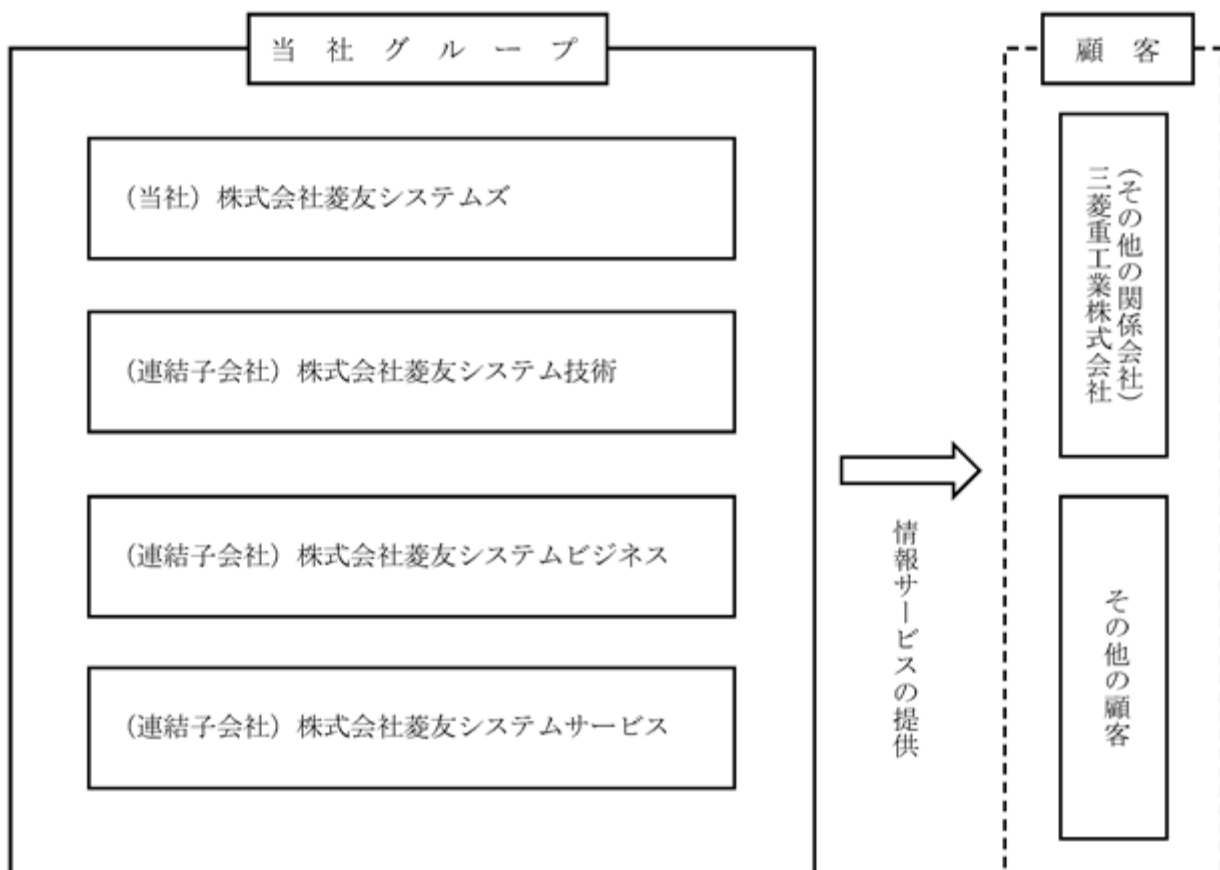 当社グループ
(当社)株式会社菱友システムズ
(連結子会社)株式会社菱友システム技術
(連結子会社)株式会社菱友システムビジネス
(連結子会社)株式会社菱友システムサービス
情報サービスの提供
顧客
(その他の関係会社)
三菱重工業株式会社
その他の顧客